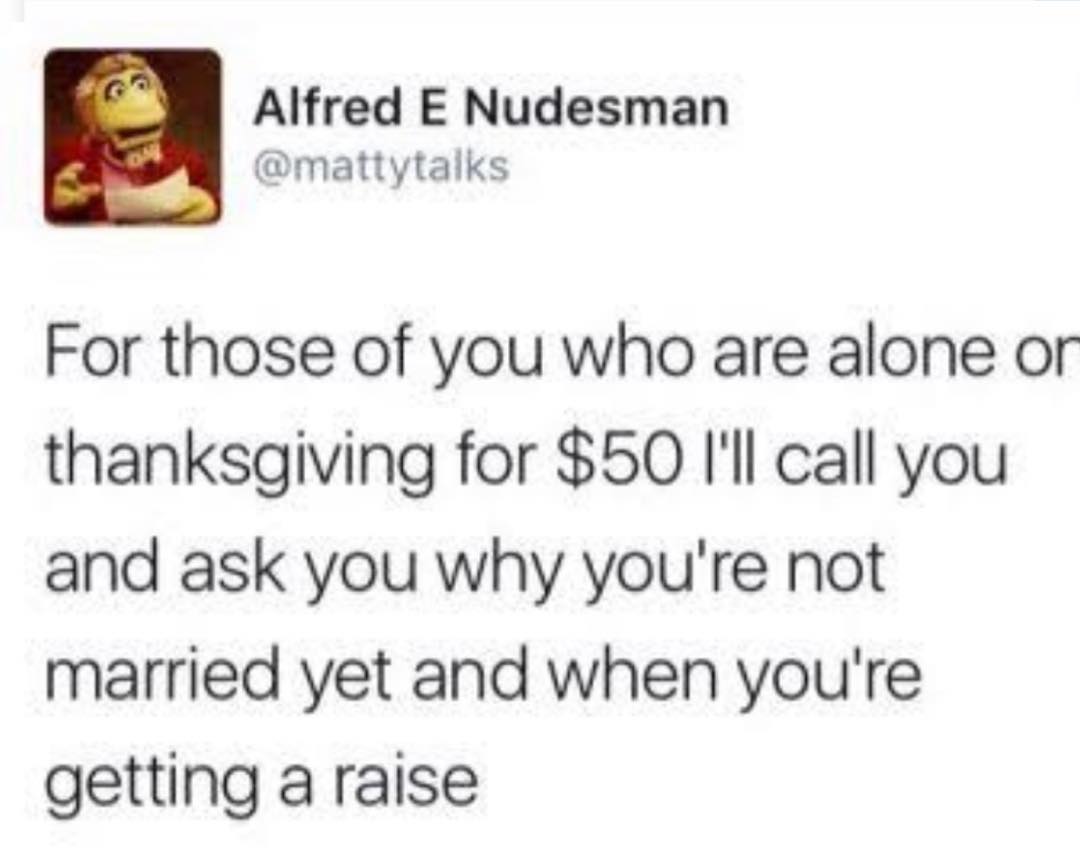 Alfred E Nudesman
@mattytalks
For those of you who are alone on
thanksgiving for $50 I'll call you
and ask you why you're not
married yet and when you're
getting a raise